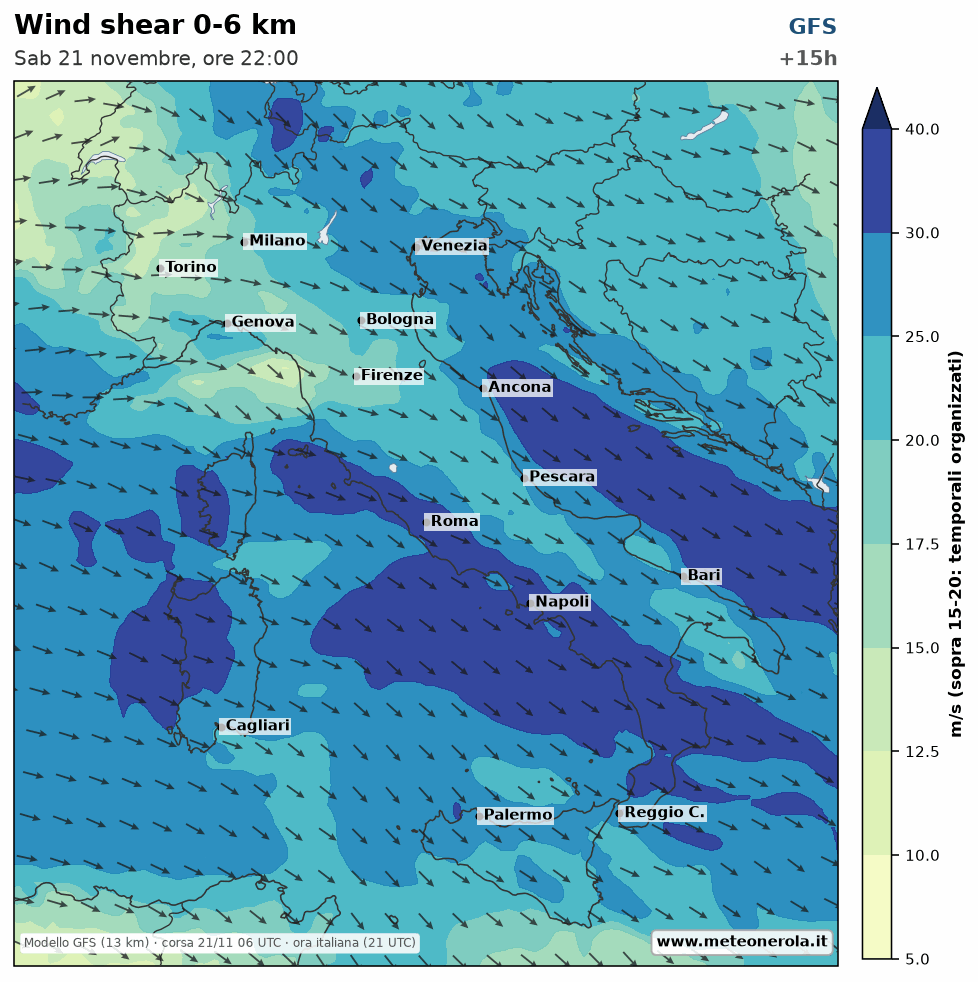 Wind shear 0-6 km
GFS
Sab 21 novembre, ore 22:00
+15h
Milano
Venezia
Torino
Genova
Bologna
Firenze
Ancona
Pescara
Roma
Bari
Napoli
Cagliari
Palermo
Reggio C.
Modello GFS (13 km) · corsa 21/11 06 UTC · ora italiana (21 UTC)
www.meteonerola.it
40.0
30.0
25.0
20.0
17.5
15.0
12.5
10.0
5.0
m/s (sopra 15-20: temporali organizzati)